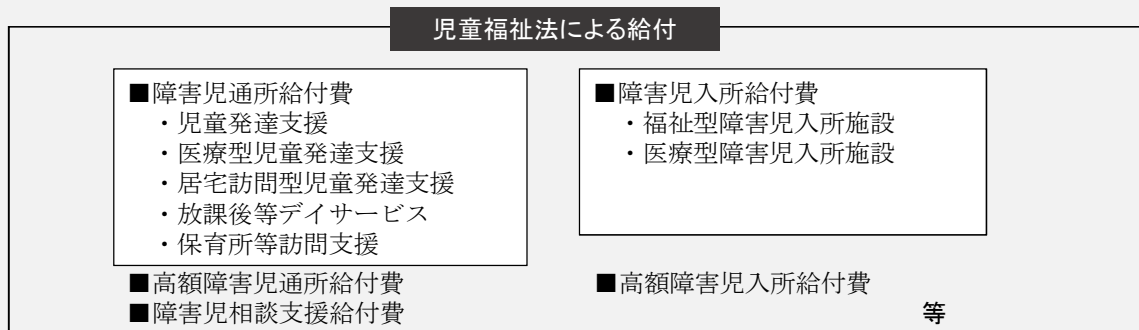 児童福祉法による給付
■障害児通所給付費
・児童発達支援
・医療型児童発達支援
・居宅訪問型児童発達支援
・放課後等デイサービス
・保育所等訪問支援
■高額障害児通所給付費
■障害児相談支援給付費
■障害児入所給付費
・福祉型障害児入所施設
・医療型障害児入所施設
■高額障害児入所給付費
等